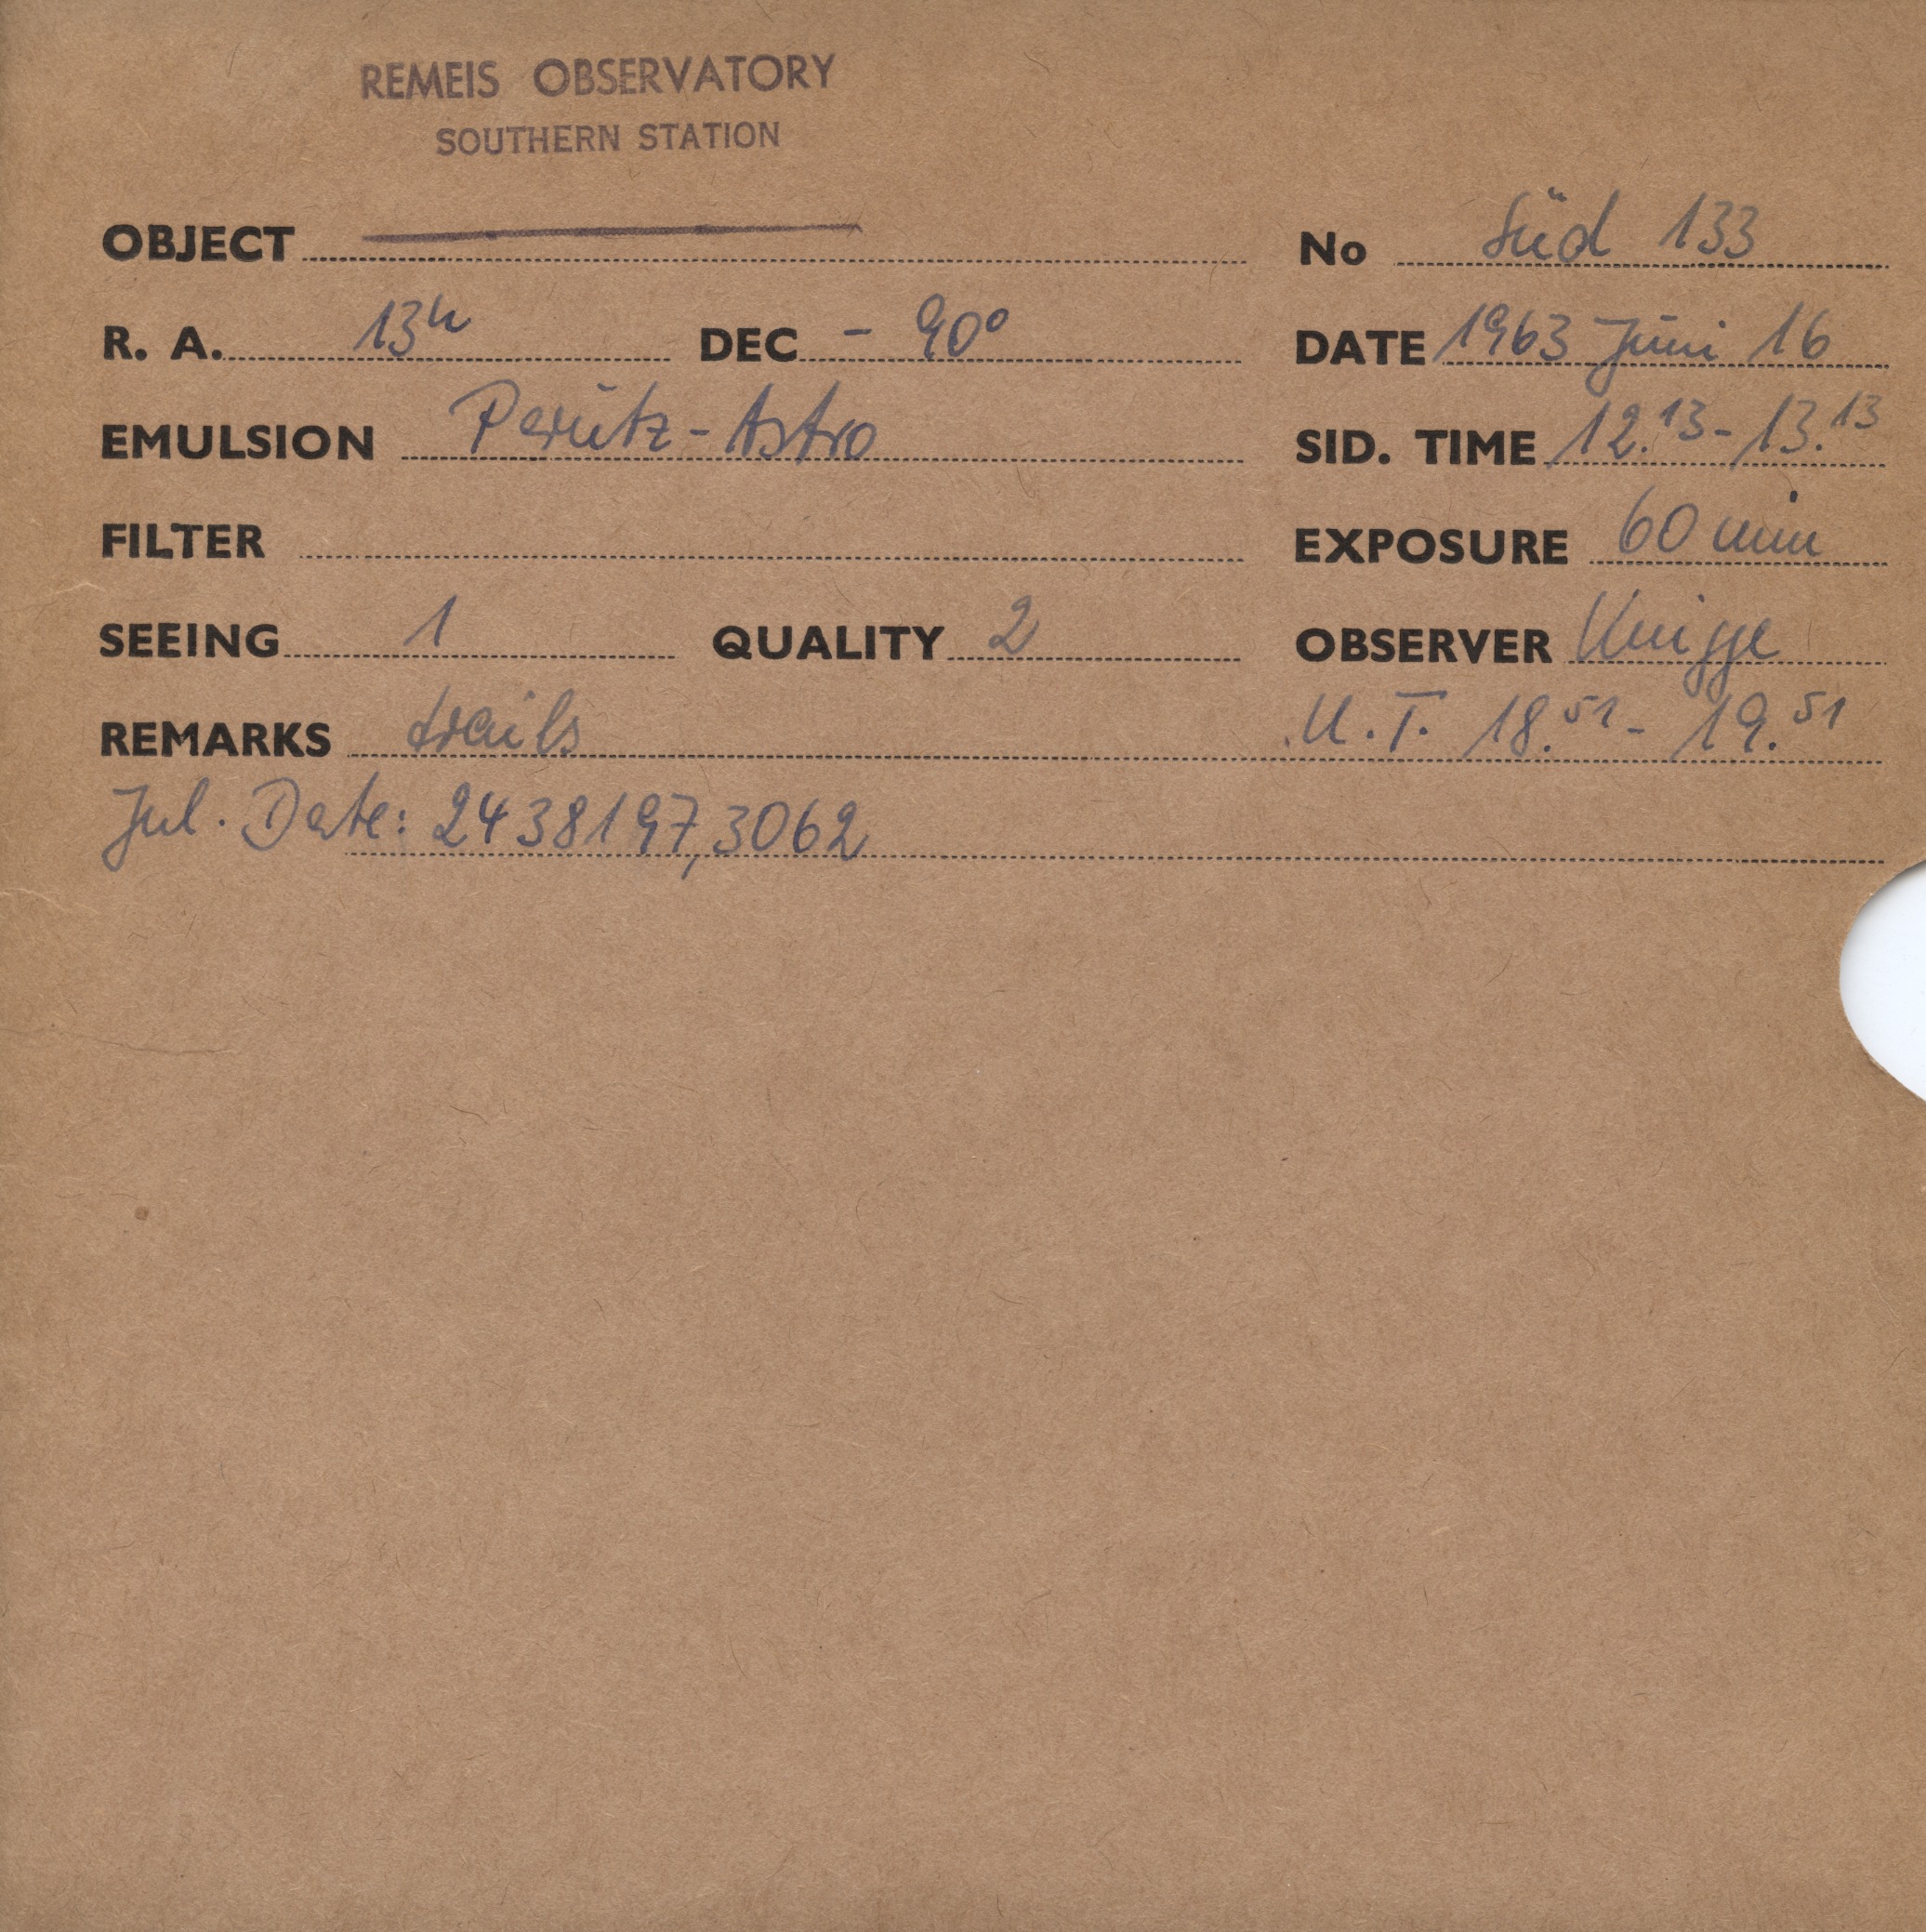 REMEIS OBSERVATORY
SOUTHERN STATION
OBJECT No Süd 133
R. A. 13h DEC - 90° DATE 1963 Juni 16
EMULSION Perutz-Astro SID. TIME 12.13 - 13.13
FILTER EXPOSURE 60 min
SEEING 1 QUALITY 2 OBSERVER Knigge
REMARKS trails U.T. 18.51 - 19.51
Jul. Date: 2438197,3062